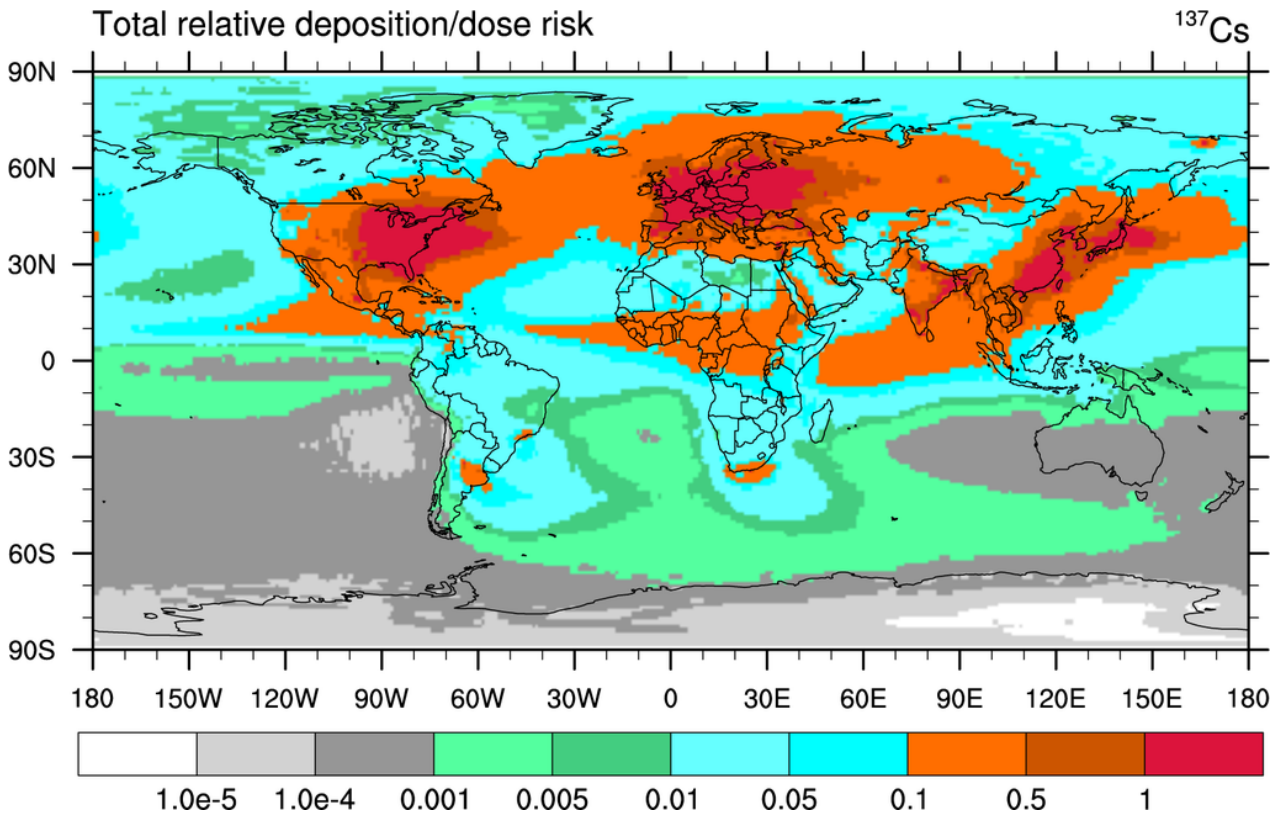 Total relative deposition/dose risk
¹³⁷Cs
90N
60N
30N
0
30S
60S
90S
180 150W 120W 90W 60W 30W 0 30E 60E 90E 120E 150E 180
1.0e-5 1.0e-4 0.001 0.005 0.01 0.05 0.1 0.5 1